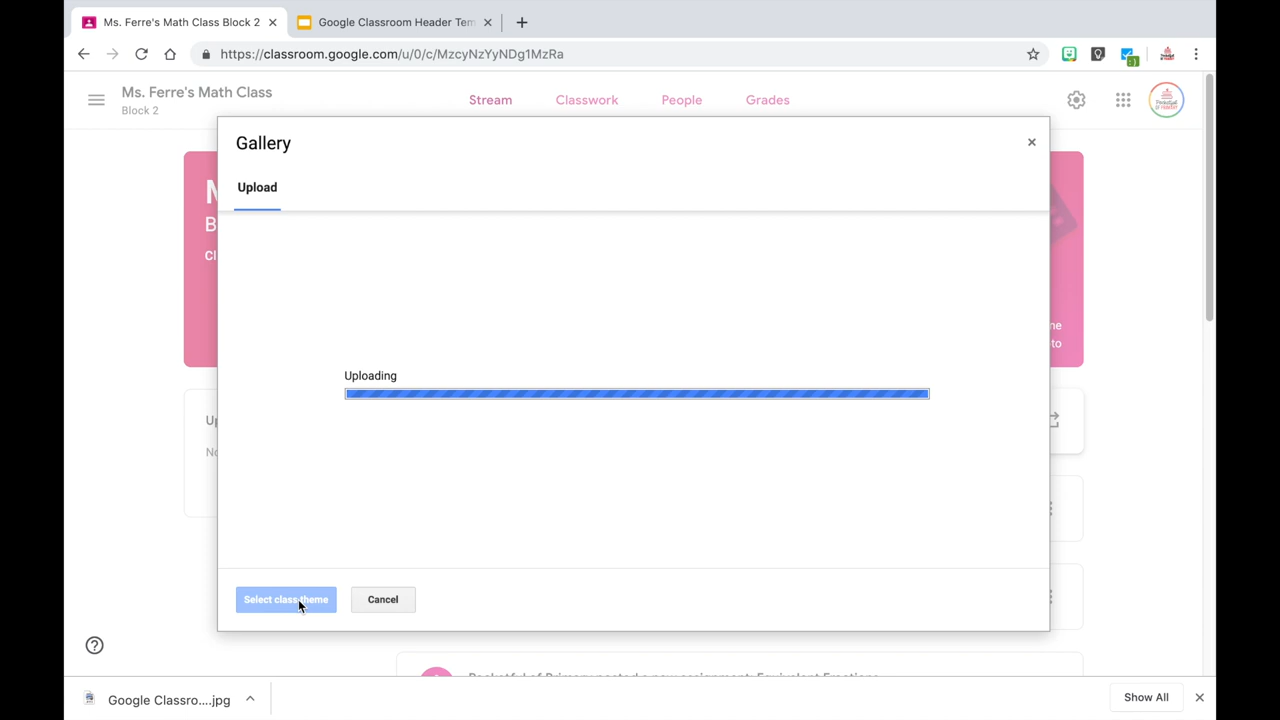 Ms. Ferre's Math Class Block 2
Google Classroom Header Tem
https://classroom.google.com/u/0/c/MzcyNzYyNDg1MzRa
Ms. Ferre's Math Class
Block 2
Stream
Classwork
People
Grades
Gallery
Upload
Uploading
Select class theme
Cancel
Google Classro....jpg
Show All